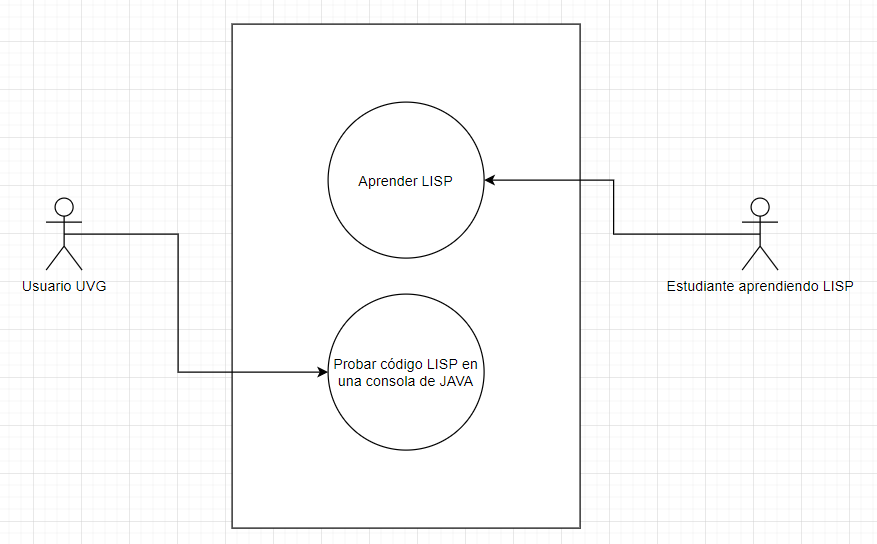 Aprender LISP
Usuario UVG
Estudiante aprendiendo LISP
Probar código LISP en
una consola de JAVA